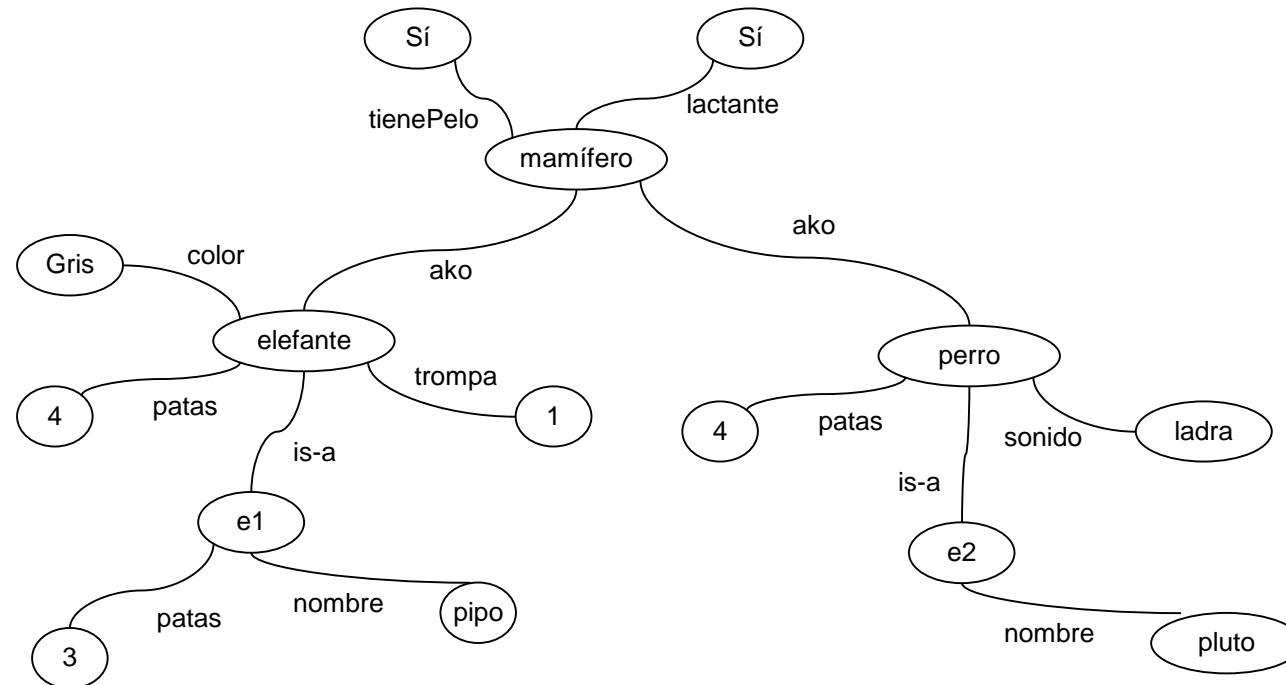 Sí
Sí
tienePelo
lactante
mamífero
ako
Gris
color
ako
elefante
perro
trompa
4
patas
1
4
patas
sonido
ladra
is-a
is-a
e1
e2
patas
nombre
pipo
nombre
pluto
3